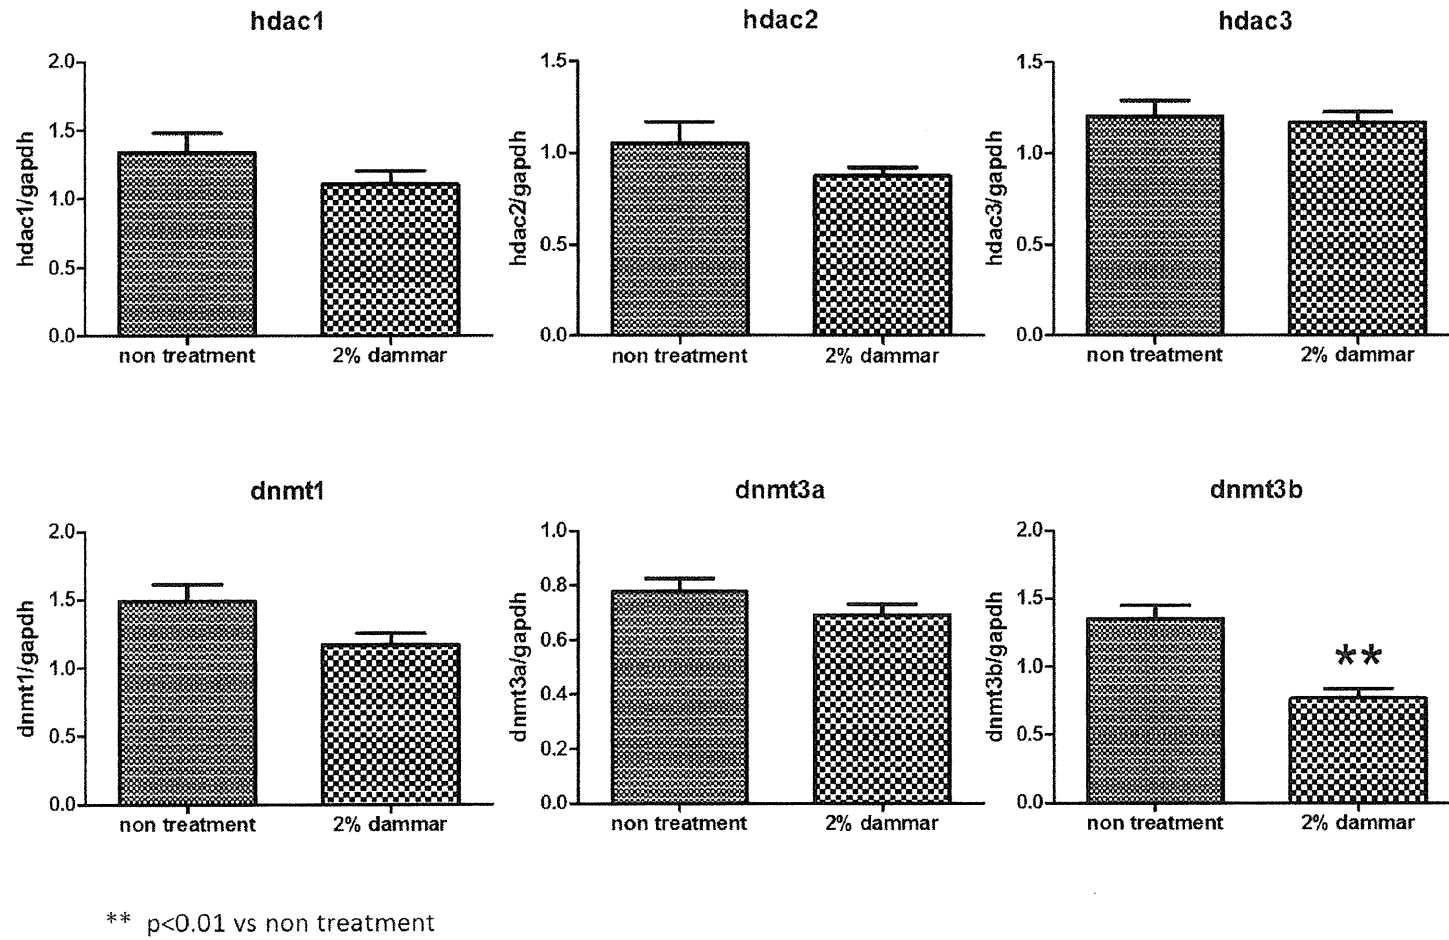 hdac1
hdac2
hdac3
2.0
1.5
1.0
0.5
0.0
hdac1/gapdh
non treatment
2% dammar
1.5
1.0
0.5
0.0
hdac2/gapdh
non treatment
2% dammar
1.5
1.0
0.5
0.0
hdac3/gapdh
non treatment
2% dammar
dnmt1
dnmt3a
dnmt3b
2.0
1.5
1.0
0.5
0.0
dnmt1/gapdh
non treatment
2% dammar
1.0
0.8
0.6
0.4
0.2
0.0
dnmt3a/gapdh
non treatment
2% dammar
2.0
1.5
1.0
0.5
0.0
dnmt3b/gapdh
**
non treatment
2% dammar
** p<0.01 vs non treatment